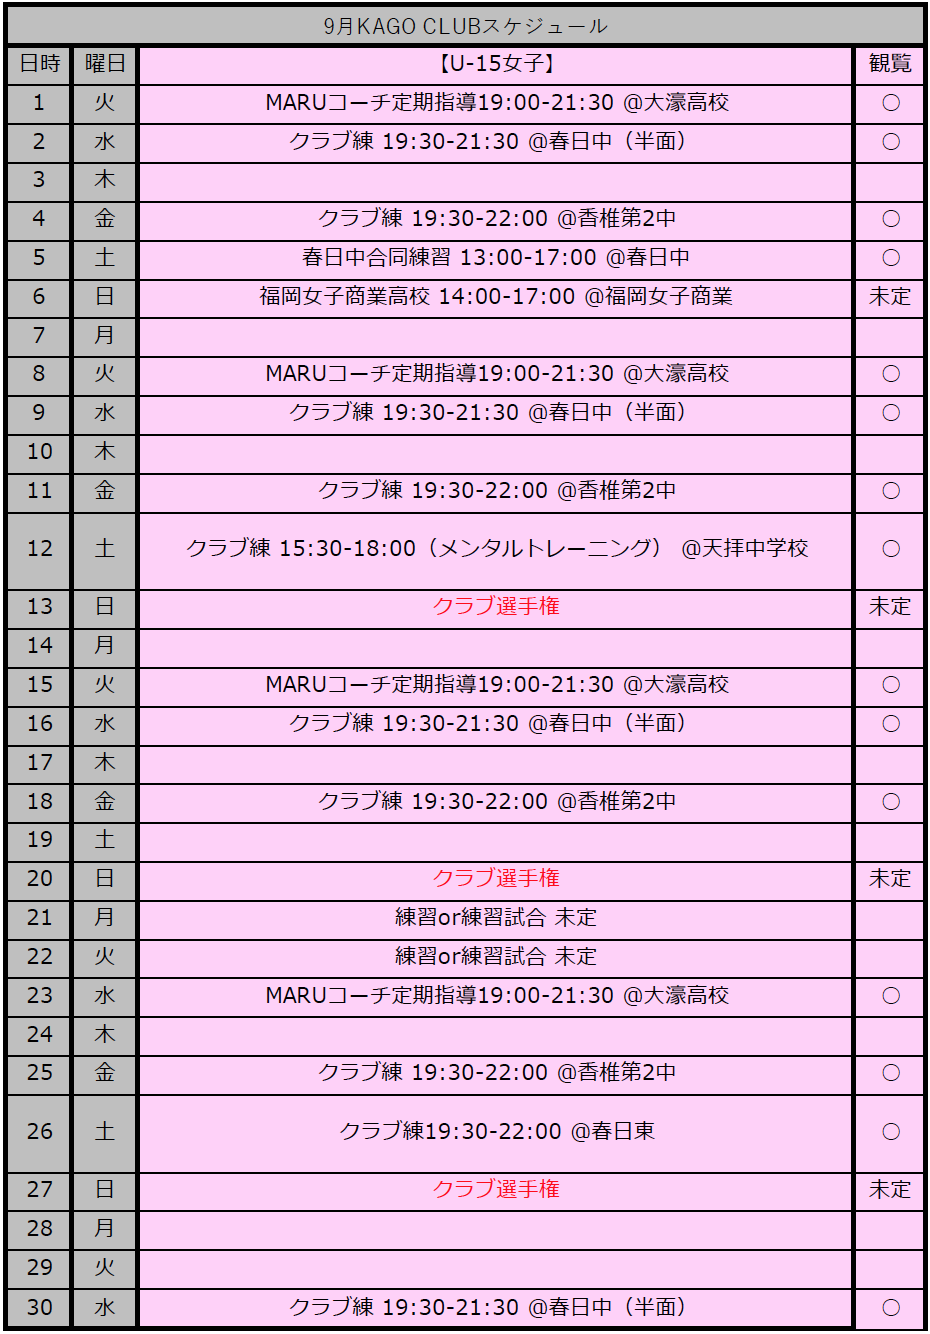 9月KAGO CLUBスケジュール
日時 曜日 【U-15女子】 観覧
1 火 MARUコーチ定期指導19:00-21:30 @大濠高校 〇
2 水 クラブ練 19:30-21:30 @春日中（半面） 〇
3 木
4 金 クラブ練 19:30-22:00 @香椎第2中 〇
5 土 春日中合同練習 13:00-17:00 @春日中 〇
6 日 福岡女子商業高校 14:00-17:00 @福岡女子商業 未定
7 月
8 火 MARUコーチ定期指導19:00-21:30 @大濠高校 〇
9 水 クラブ練 19:30-21:30 @春日中（半面） 〇
10 木
11 金 クラブ練 19:30-22:00 @香椎第2中 〇
12 土 クラブ練 15:30-18:00（メンタルトレーニング） @天拝中学校 〇
13 日 クラブ選手権 未定
14 月
15 火 MARUコーチ定期指導19:00-21:30 @大濠高校 〇
16 水 クラブ練 19:30-21:30 @春日中（半面） 〇
17 木
18 金 クラブ練 19:30-22:00 @香椎第2中 〇
19 土
20 日 クラブ選手権 未定
21 月 練習or練習試合 未定
22 火 練習or練習試合 未定
23 水 MARUコーチ定期指導19:00-21:30 @大濠高校 〇
24 木
25 金 クラブ練 19:30-22:00 @香椎第2中 〇
26 土 クラブ練19:30-22:00 @春日東 〇
27 日 クラブ選手権 未定
28 月
29 火
30 水 クラブ練 19:30-21:30 @春日中（半面） 〇